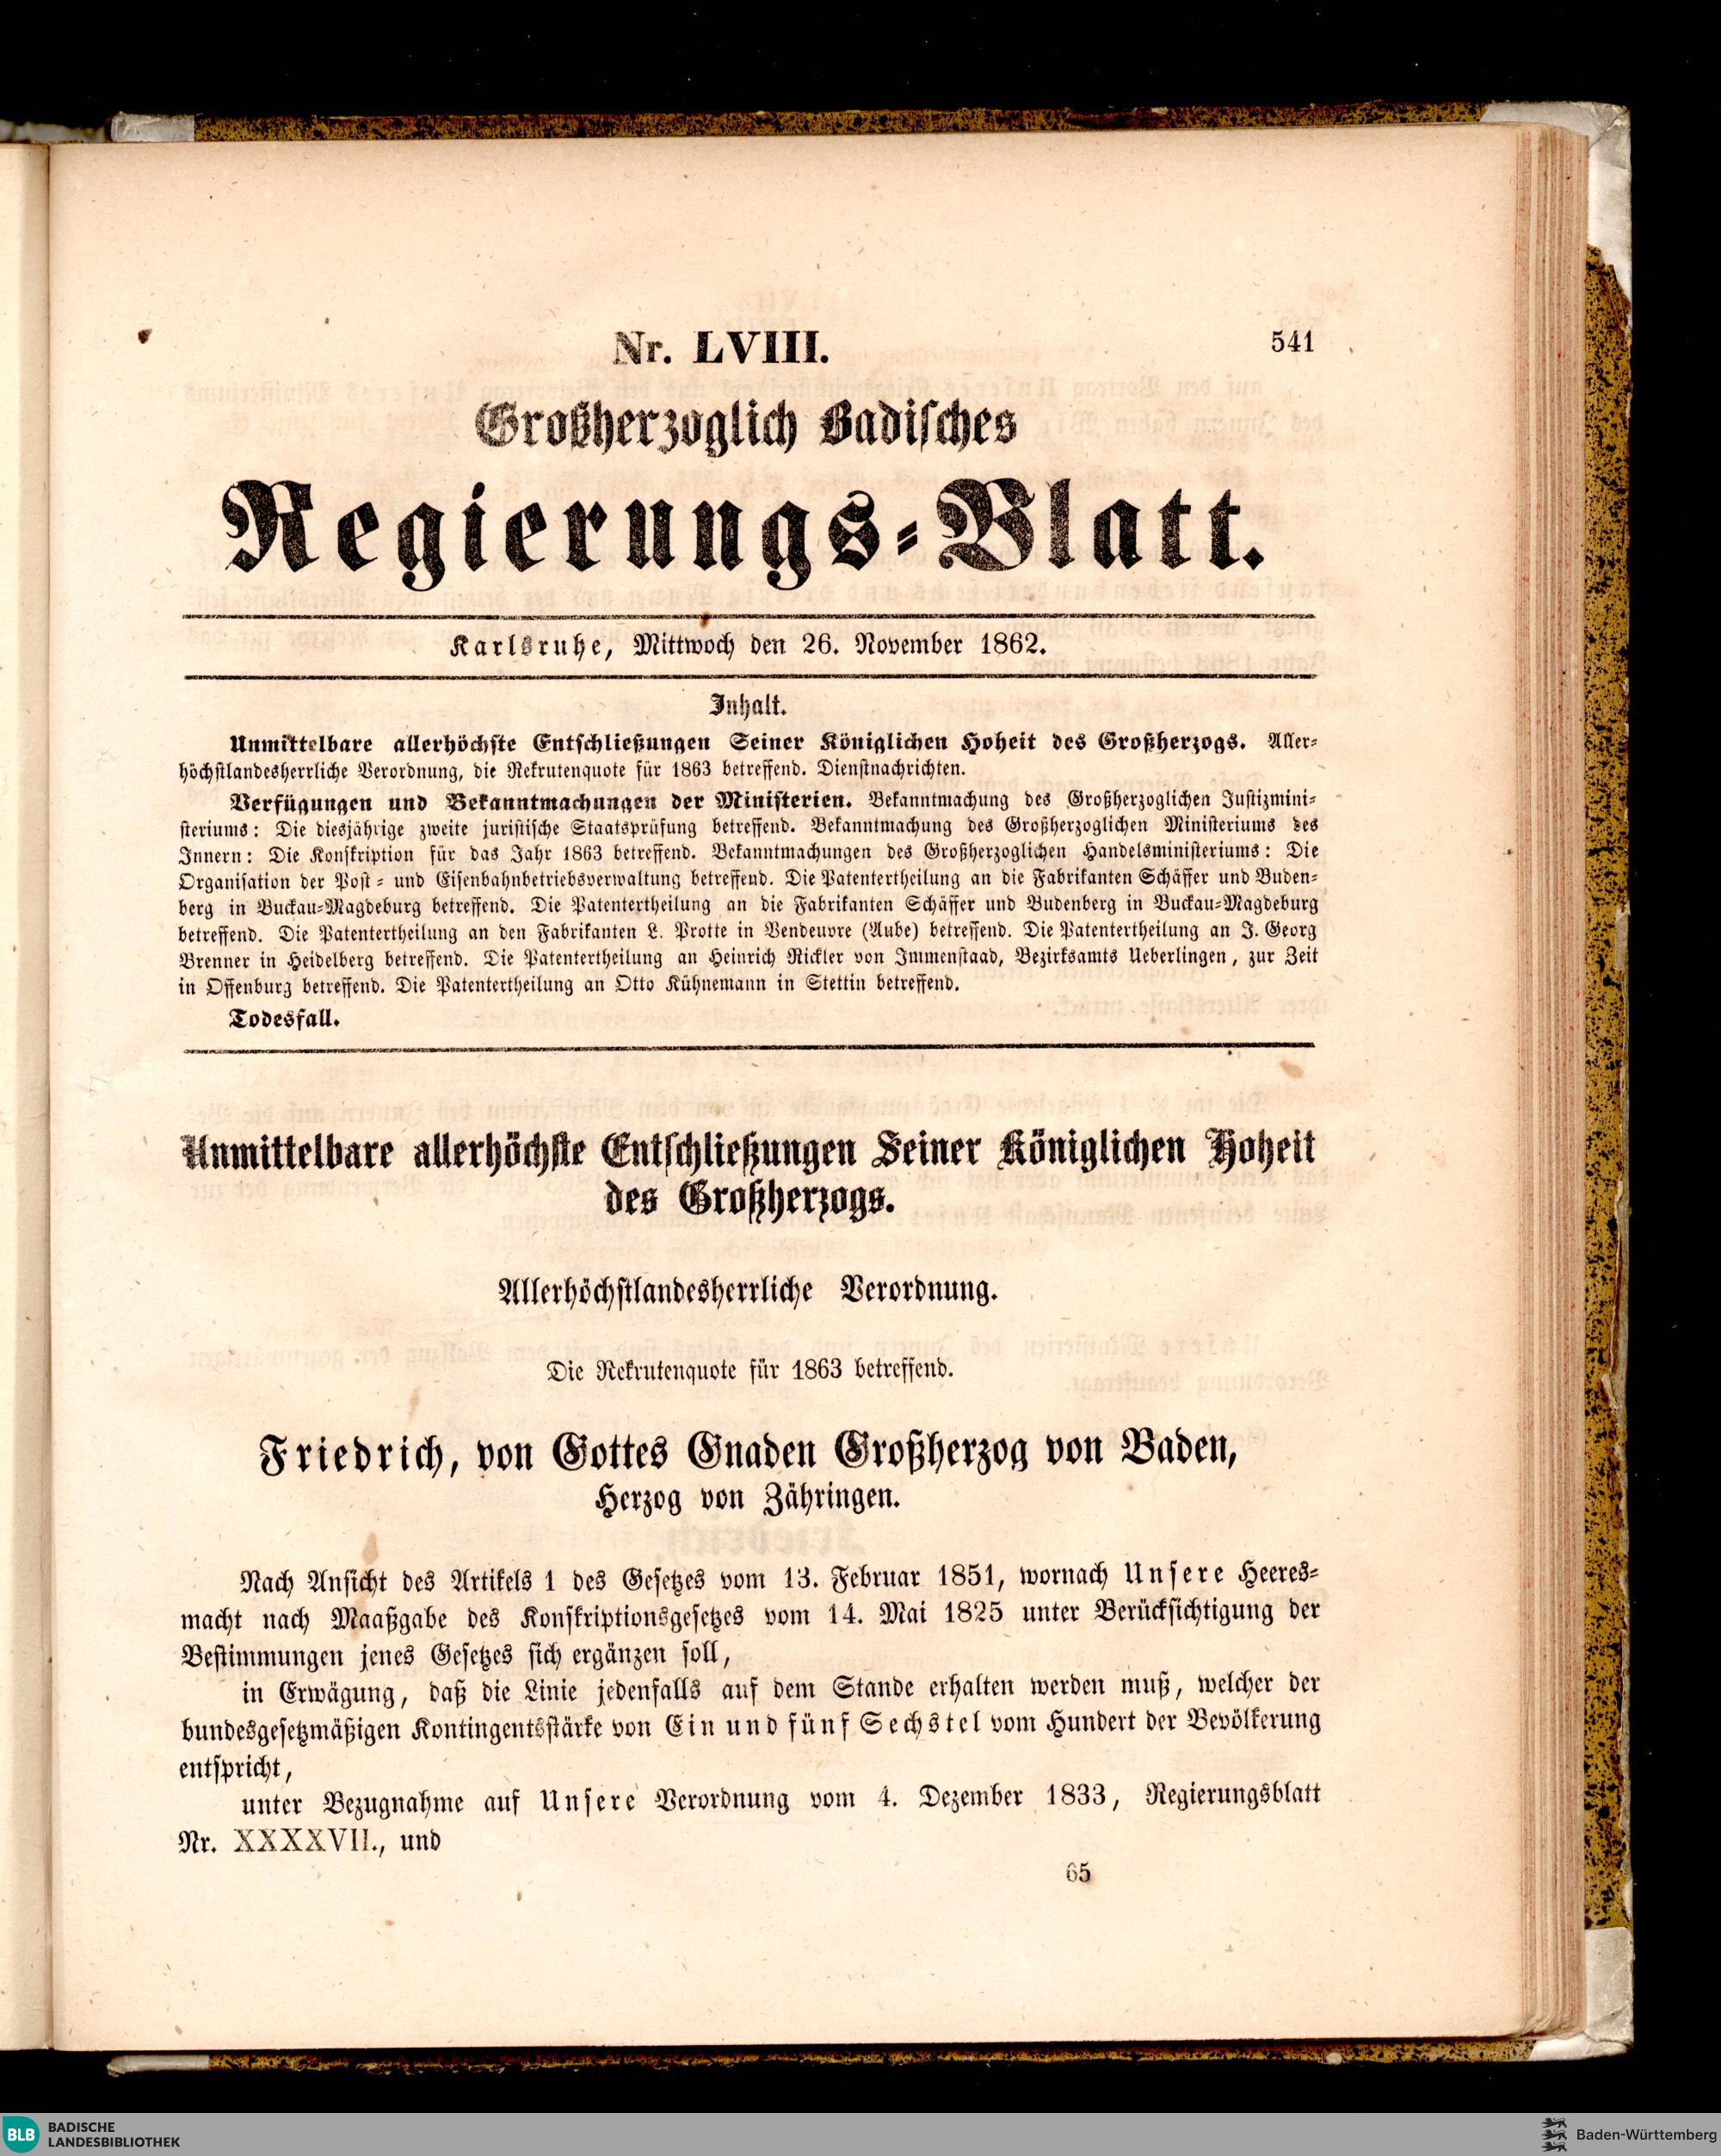 Nr. LVIII.
541
Großherzoglich Badisches
Regierungs-Blatt.
Karlsruhe, Mittwoch den 26. November 1862.
Inhalt.
Unmittelbare allerhöchste Entschließungen Seiner Königlichen Hoheit des Großherzogs. Aller-
höchstlandesherrliche Verordnung, die Rekrutenquote für 1863 betreffend. Dienstnachrichten.
Verfügungen und Bekanntmachungen der Ministerien. Bekanntmachung des Großherzoglichen Justizmini-
steriums: Die diesjährige zweite juristische Staatsprüfung betreffend. Bekanntmachung des Großherzoglichen Ministeriums des
Innern: Die Konskription für das Jahr 1863 betreffend. Bekanntmachungen des Großherzoglichen Handelsministeriums: Die
Organisation der Post- und Eisenbahnbetriebsverwaltung betreffend. Die Patentertheilung an die Fabrikanten Schäffer und Buden-
berg in Buckau-Magdeburg betreffend. Die Patentertheilung an die Fabrikanten Schäffer und Budenberg in Buckau-Magdeburg
betreffend. Die Patentertheilung an den Fabrikanten L. Protte in Vendeuvre (Aube) betreffend. Die Patentertheilung an J. Georg
Brenner in Heidelberg betreffend. Die Patentertheilung an Heinrich Rickler von Immenstaad, Bezirksamts Ueberlingen, zur Zeit
in Offenburg betreffend. Die Patentertheilung an Otto Kühnemann in Stettin betreffend.
Todesfall.
Unmittelbare allerhöchste Entschließungen Seiner Königlichen Hoheit
des Großherzogs.
Allerhöchstlandesherrliche Verordnung.
Die Rekrutenquote für 1863 betreffend.
Friedrich, von Gottes Gnaden Großherzog von Baden,
Herzog von Zähringen.
Nach Ansicht des Artikels 1 des Gesetzes vom 13. Februar 1851, wornach Unsere Heeres-
macht nach Maaßgabe des Konskriptionsgesetzes vom 14. Mai 1825 unter Berücksichtigung der
Bestimmungen jenes Gesetzes sich ergänzen soll,
in Erwägung, daß die Linie jedenfalls auf dem Stande erhalten werden muß, welcher der
bundesgesetzmäßigen Kontingentsstärke von Ein und fünf Sechstel vom Hundert der Bevölkerung
entspricht,
unter Bezugnahme auf Unsere Verordnung vom 4. Dezember 1833, Regierungsblatt
Nr. XXXXVII., und
65
BLB BADISCHE
LANDESBIBLIOTHEK
Baden-Württemberg